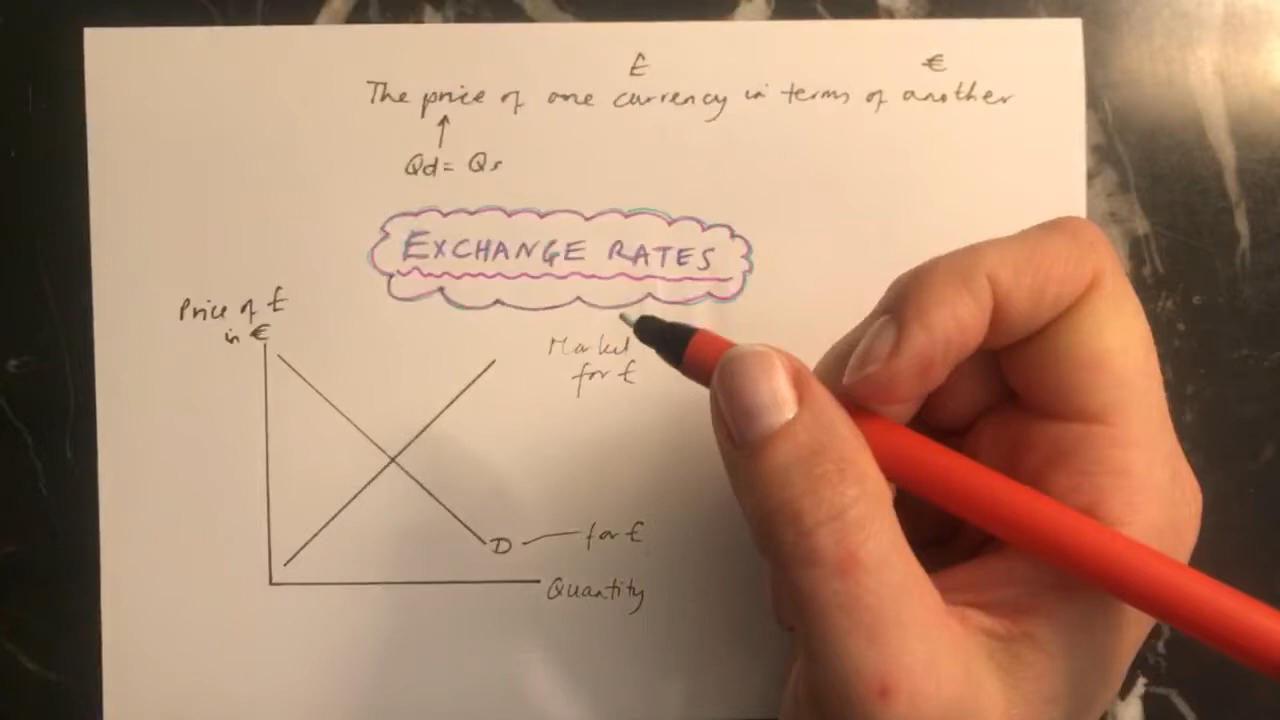 £ €
The price of one currency in terms of another
Qd = Qs
EXCHANGE RATES
Price of £
in €
Market
for £
D for £
Quantity